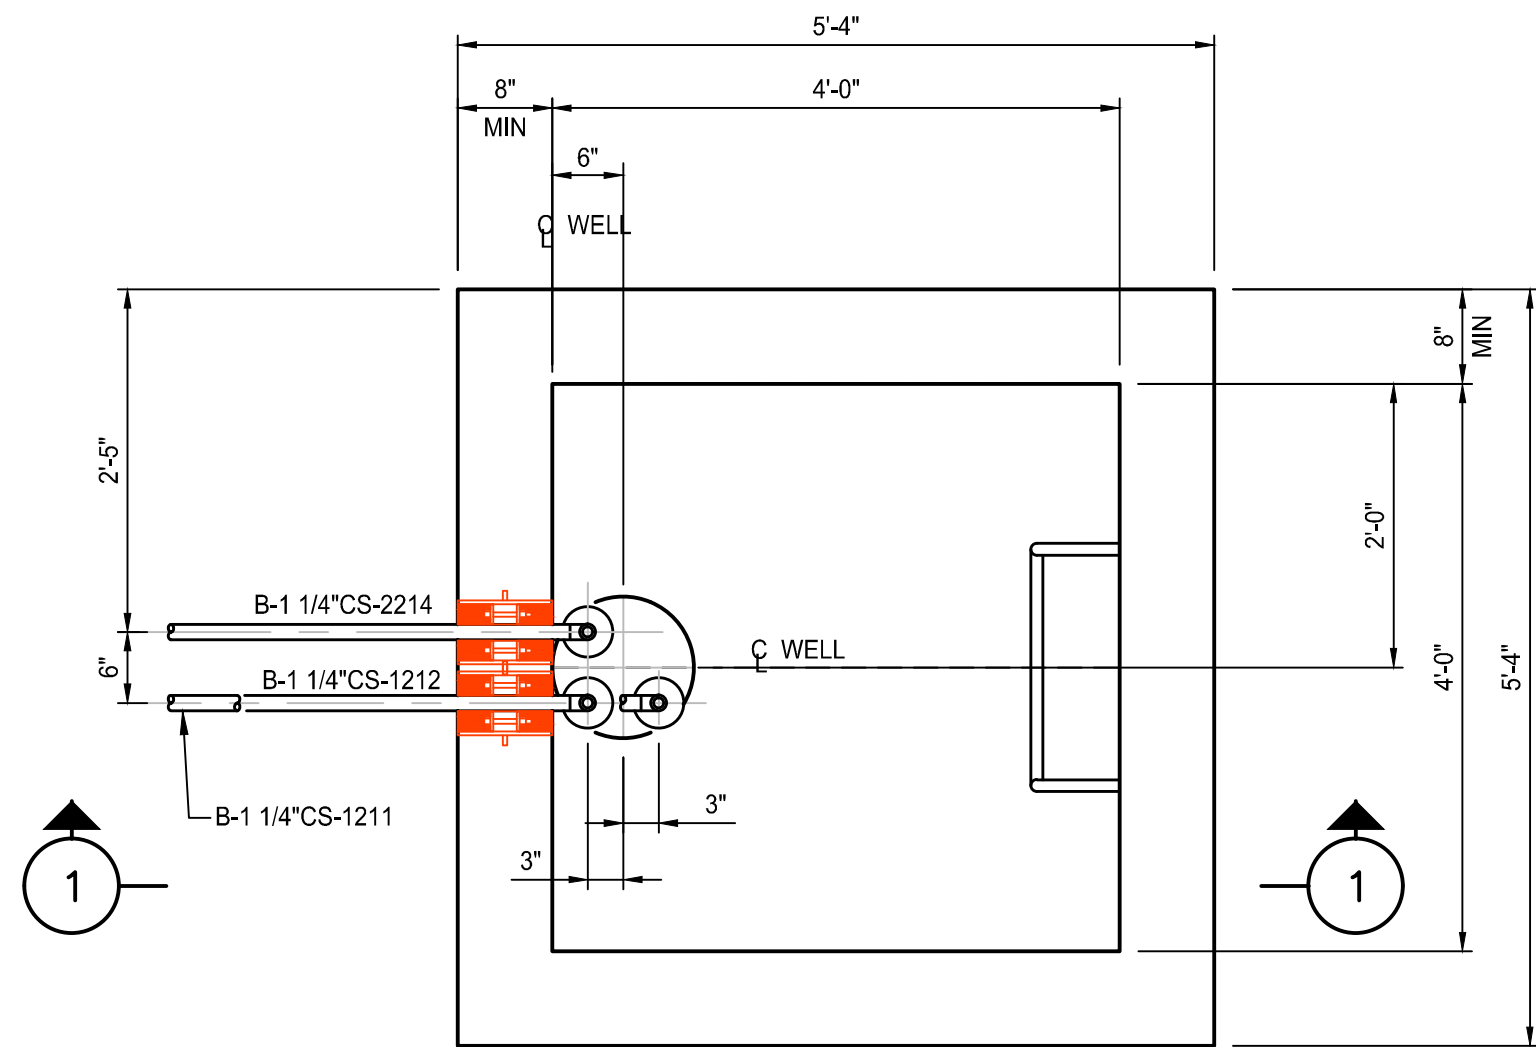 5'-4"
8"
MIN
4'-0"
6"
℄ WELL
8"
MIN
2'-5"
2'-0"
B-1 1/4"CS-2214
℄ WELL
6"
B-1 1/4"CS-1212
4'-0"
5'-4"
B-1 1/4"CS-1211
3"
3"
1
1